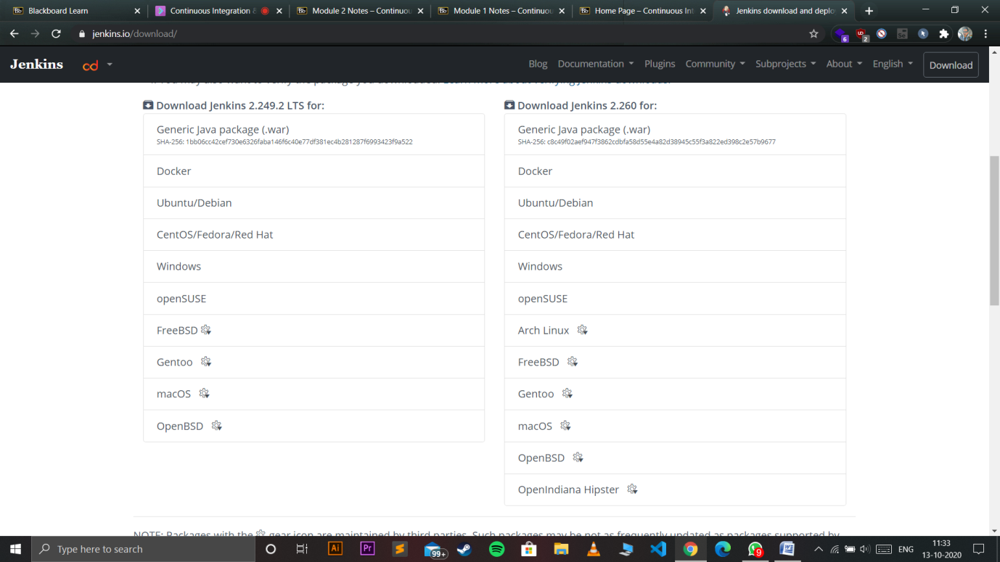 Blackboard Learn
Continuous Integration &
Module 2 Notes – Continuou
Module 1 Notes – Continuou
Home Page – Continuous Int
Jenkins download and deplo
jenkins.io/download/
6
2
Jenkins
Blog Documentation Plugins Community Subprojects About English Download
Download Jenkins 2.249.2 LTS for:
Generic Java package (.war)
SHA-256: 1bb06cc42cef730e6326faba146f6c40e77df381ec4b281287f6993423f9a522
Docker
Ubuntu/Debian
CentOS/Fedora/Red Hat
Windows
openSUSE
FreeBSD
Gentoo
macOS
OpenBSD
Download Jenkins 2.260 for:
Generic Java package (.war)
SHA-256: c8c49f02aef947f3862cdbfa58d55e4a82d38945c55f3a822ed398c2e57b9677
Docker
Ubuntu/Debian
CentOS/Fedora/Red Hat
Windows
openSUSE
Arch Linux
FreeBSD
Gentoo
macOS
OpenBSD
OpenIndiana Hipster
NOTE: Packages with the gear icon are maintained by third parties. Such packages may be not as frequently updated as packages supported by
Type here to search
Ai
Pr
99+
9
ENG
11:33
13-10-2020